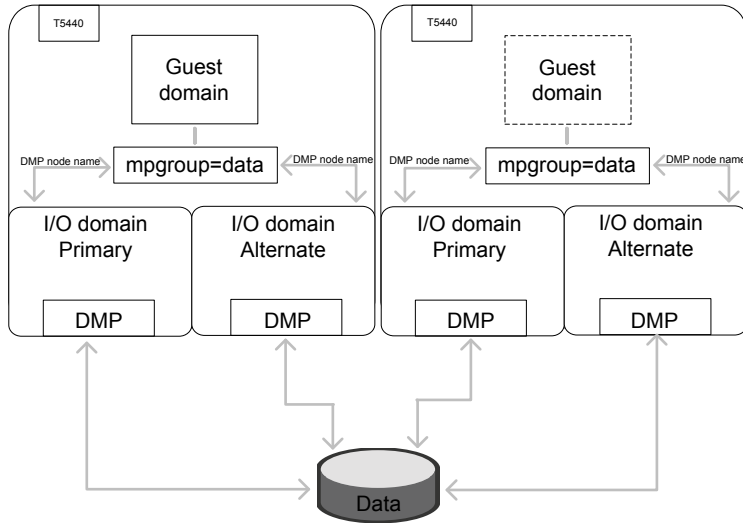 T5440
T5440
Guest
domain
Guest
domain
DMP node name
mpgroup=data
DMP node name
DMP node name
mpgroup=data
DMP node name
I/O domain
Primary
I/O domain
Alternate
I/O domain
Primary
I/O domain
Alternate
DMP
DMP
DMP
DMP
Data